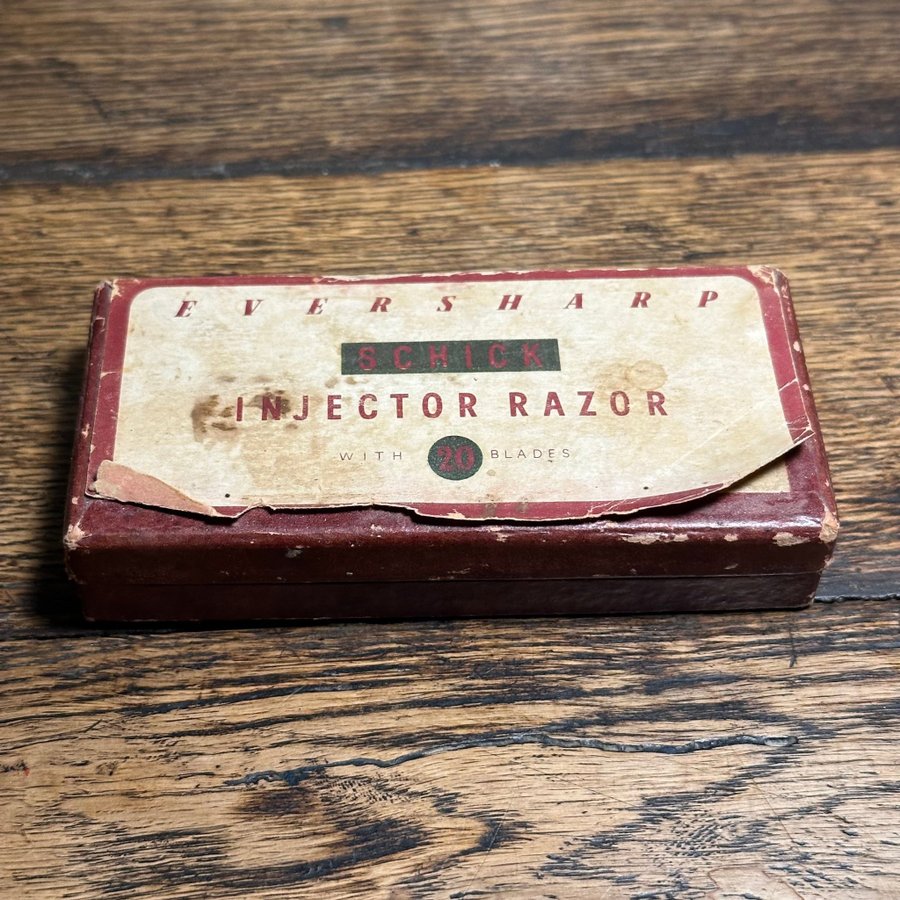 EVERSHARP
SCHICK
INJECTOR RAZOR
WITH 20 BLADES